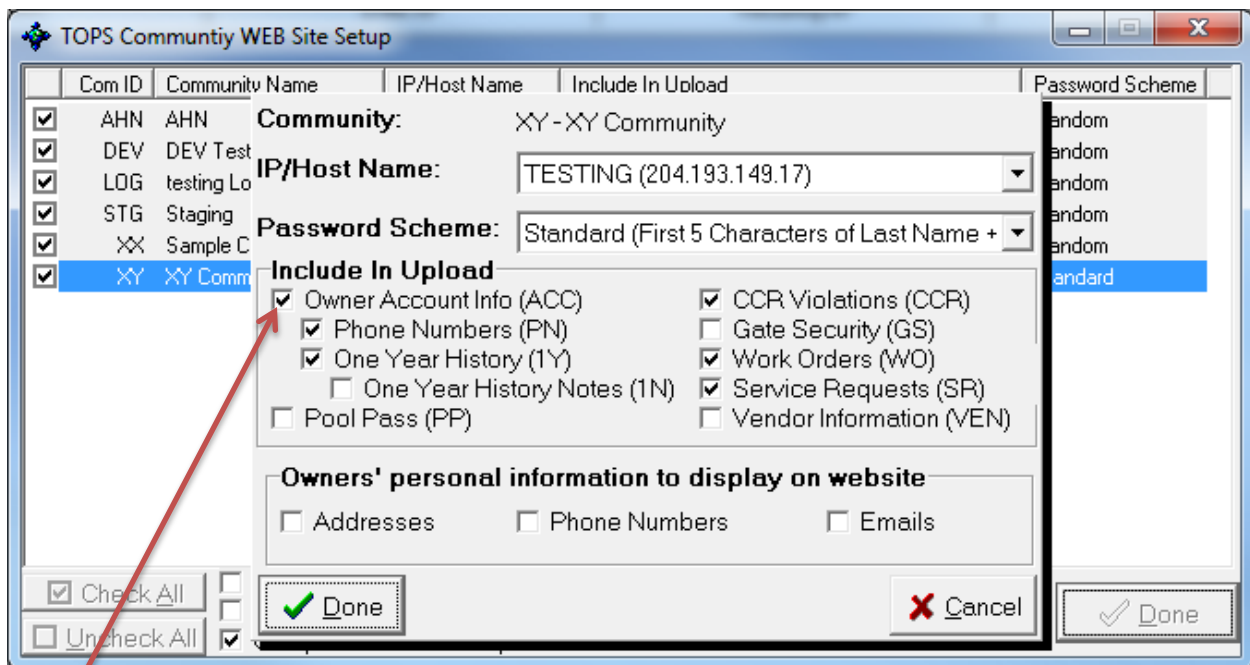 TOPS Communtiy WEB Site Setup
Com ID Community Name IP/Host Name Include In Upload Password Scheme
AHN AHN andom
DEV DEV Test andom
LOG testing Lo andom
STG Staging andom
XX Sample C andom
XY XY Comm andard
Community: XY - XY Community
IP/Host Name: TESTING (204.193.149.17)
Password Scheme: Standard (First 5 Characters of Last Name +
Include In Upload
Owner Account Info (ACC) CCR Violations (CCR)
Phone Numbers (PN) Gate Security (GS)
One Year History (1Y) Work Orders (WO)
One Year History Notes (1N) Service Requests (SR)
Pool Pass (PP) Vendor Information (VEN)
Owners' personal information to display on website
Addresses Phone Numbers Emails
Check All Done Cancel Done
Uncheck All